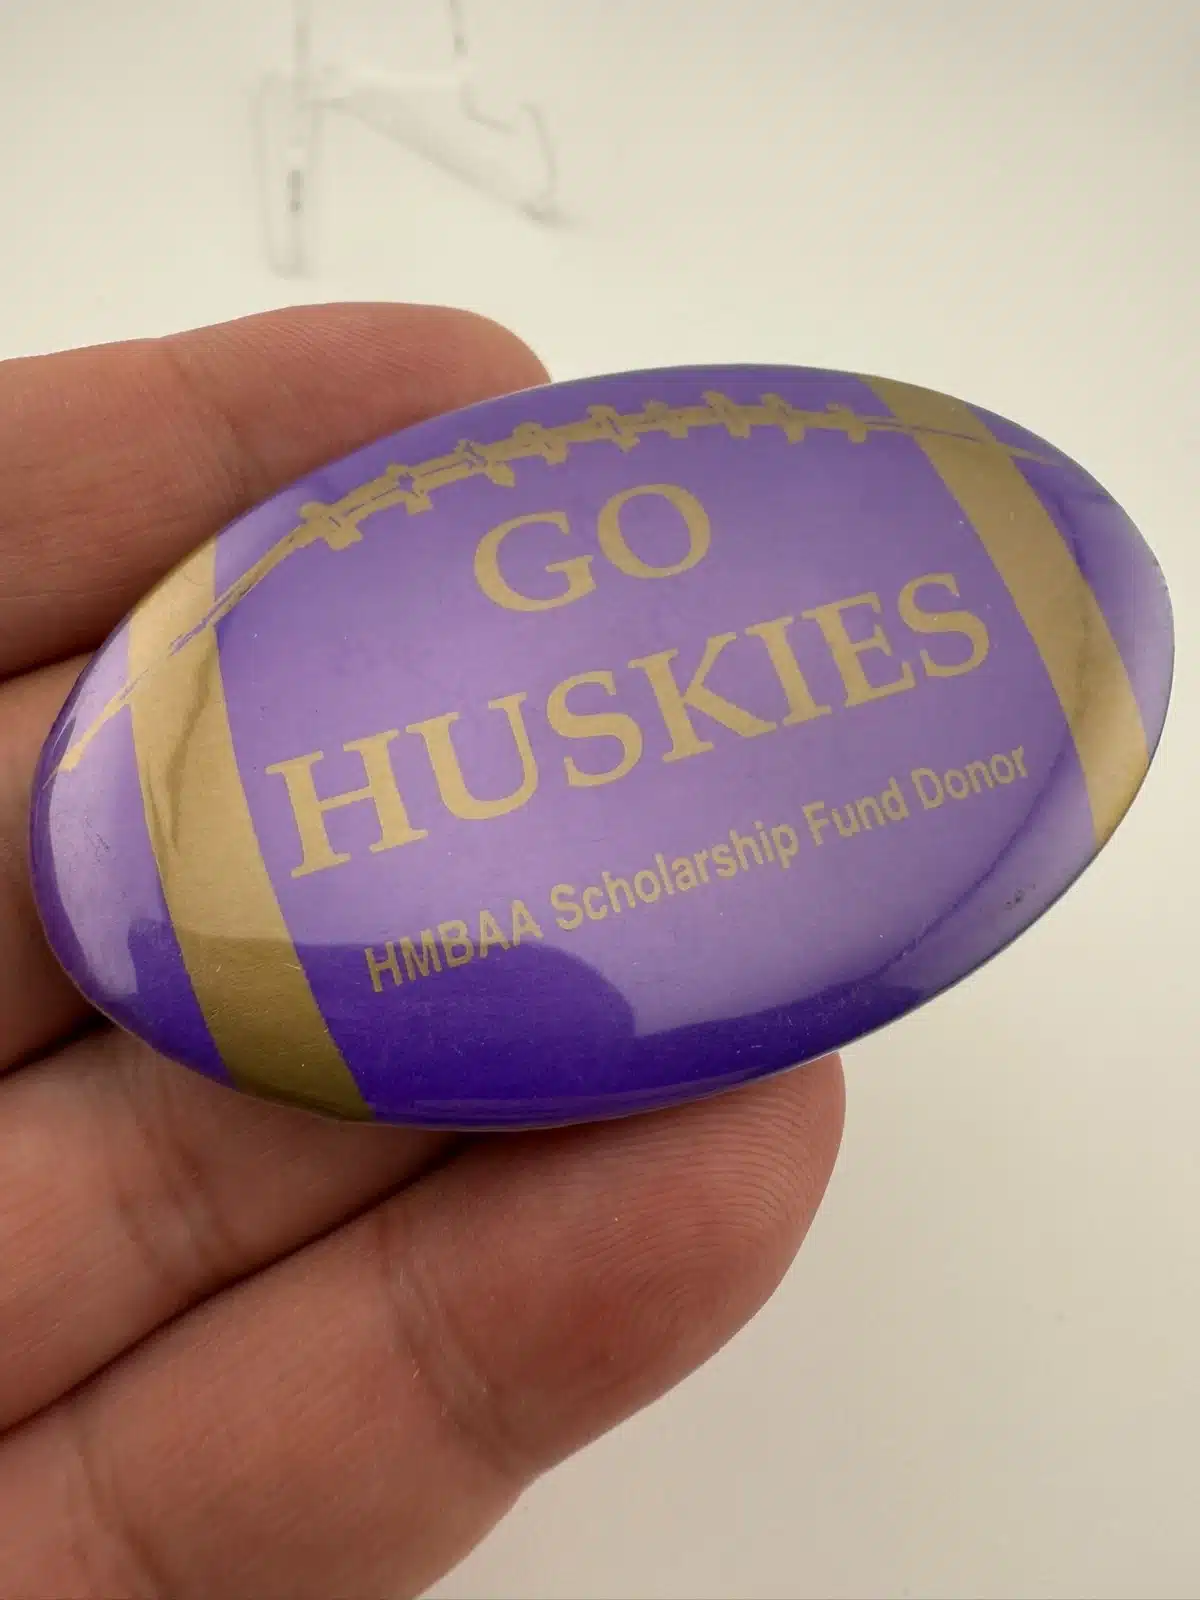 GO
HUSKIES
HMBAA Scholarship Fund Donor